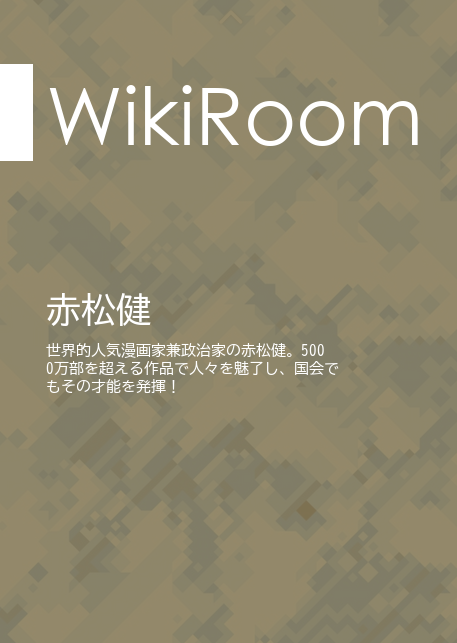 WikiRoom
赤松健
世界的人気漫画家兼政治家の赤松健。500
0万部を超える作品で人々を魅了し、国会で
もその才能を発揮！